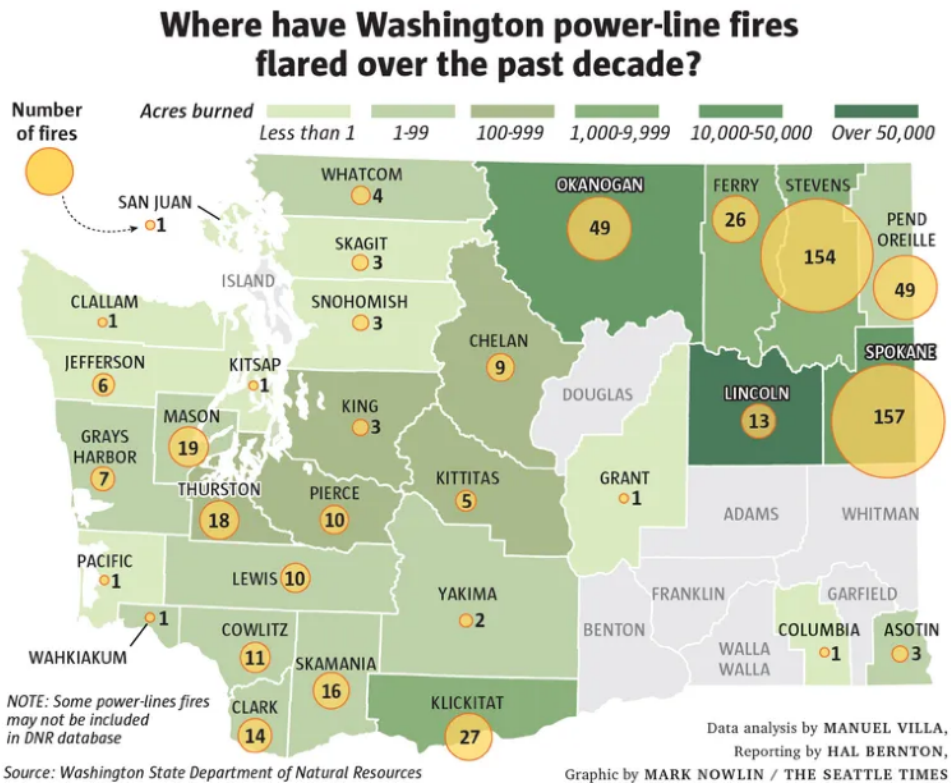 Where have Washington power-line fires
flared over the past decade?
Number
of fires
Acres burned
Less than 1
1-99
100-999
1,000-9,999
10,000-50,000
Over 50,000
SAN JUAN
1
WHATCOM
4
OKANOGAN
49
FERRY
26
STEVENS
154
PEND
OREILLE
49
SKAGIT
3
ISLAND
CLALLAM
1
SNOHOMISH
3
CHELAN
9
JEFFERSON
6
KITSAP
1
DOUGLAS
SPOKANE
157
LINCOLN
13
MASON
19
KING
3
GRAYS
HARBOR
7
THURSTON
18
PIERCE
10
KITTITAS
5
GRANT
1
ADAMS
WHITMAN
PACIFIC
1
LEWIS 10
YAKIMA
2
FRANKLIN
GARFIELD
WAHKIAKUM
1
COWLITZ
11
BENTON
WALLA
WALLA
COLUMBIA
1
ASOTIN
3
SKAMANIA
16
CLARK
14
KLICKITAT
27
NOTE: Some power-lines fires
may not be included
in DNR database
Source: Washington State Department of Natural Resources
Data analysis by MANUEL VILLA,
Reporting by HAL BERNTON,
Graphic by MARK NOWLIN / THE SEATTLE TIMES